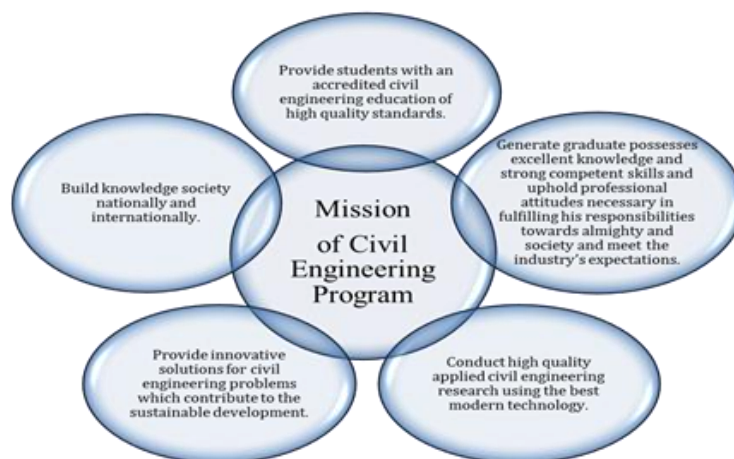 Provide students with an
accredited civil
engineering education of
high quality standards.
Generate graduate possesses
excellent knowledge and
strong competent skills and
uphold professional
attitudes necessary in
fulfilling his responsibilities
towards almighty and
society and meet the
industry's expectations.
Build knowledge society
nationally and
internationally.
Mission
of Civil
Engineering
Program
Provide innovative
solutions for civil
engineering problems
which contribute to the
sustainable development.
Conduct high quality
applied civil engineering
research using the best
modern technology.